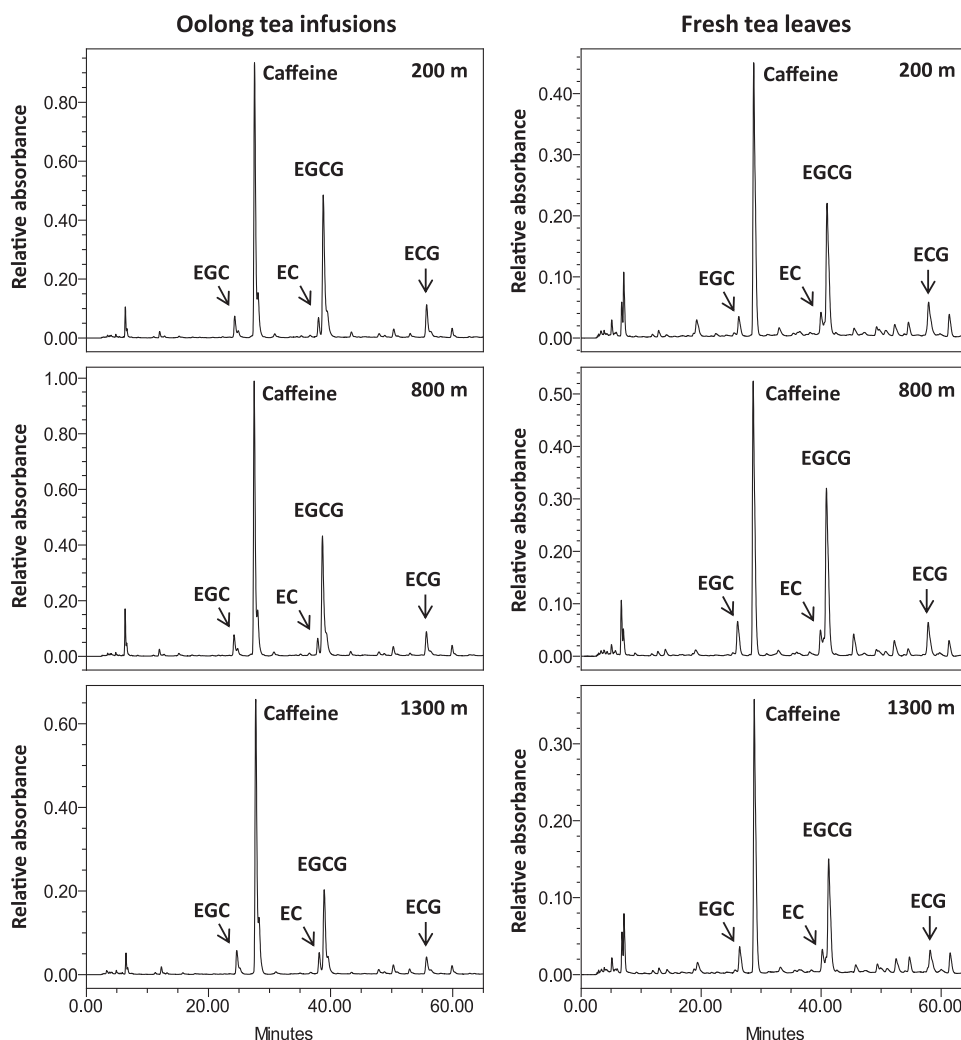 Oolong tea infusions
Fresh tea leaves
Relative absorbance
0.80
0.60
0.40
0.20
0.00
Caffeine
200 m
EGCG
EGC
EC
ECG
Relative absorbance
0.40
0.30
0.20
0.10
0.00
Caffeine
200 m
EGCG
EGC
EC
ECG
Relative absorbance
1.00
0.80
0.60
0.40
0.20
0.00
Caffeine
800 m
EGCG
EGC
EC
ECG
Relative absorbance
0.50
0.40
0.30
0.20
0.10
0.00
Caffeine
800 m
EGCG
EGC
EC
ECG
Relative absorbance
0.60
0.40
0.20
0.00
Caffeine
1300 m
EGCG
EGC
EC
ECG
0.00
20.00
40.00
60.00
Minutes
Relative absorbance
0.30
0.20
0.10
0.00
Caffeine
1300 m
EGCG
EGC
EC
ECG
0.00
20.00
40.00
60.00
Minutes